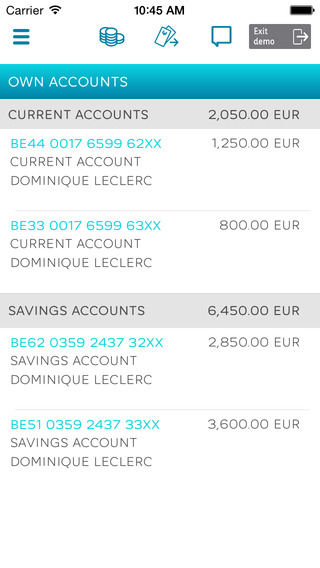 Carrier 10:45 AM
Exit
demo
OWN ACCOUNTS
CURRENT ACCOUNTS 2,050.00 EUR
BE44 0017 6599 62XX 1,250.00 EUR
CURRENT ACCOUNT
DOMINIQUE LECLERC
BE33 0017 6599 63XX 800.00 EUR
CURRENT ACCOUNT
DOMINIQUE LECLERC
SAVINGS ACCOUNTS 6,450.00 EUR
BE62 0359 2437 32XX 2,850.00 EUR
SAVINGS ACCOUNT
DOMINIQUE LECLERC
BE51 0359 2437 33XX 3,600.00 EUR
SAVINGS ACCOUNT
DOMINIQUE LECLERC